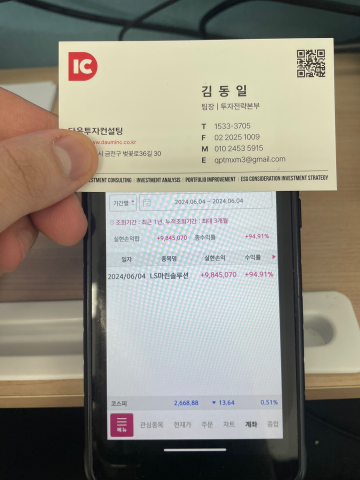 DC
김 동 일
팀장 | 투자전략본부
T 1533-3705
F 02 2025 1009
M 010 2453 5915
E qptmxm3@gmail.com
투자컨설팅
www.dauminc.co.kr
시 금천구 벚꽃로36길 30
INVESTMENT CONSULTING | INVESTMENT ANALYSIS | PORTFOLIO IMPROVEMENT | ESG CONSIDERATION INVESTMENT STRATEGY
기간별
2024.06.04 ~ 2024.06.04
조회기간 : 최근 1년, 누적조회기간 : 최대 3개월
실현손익합 +9,845,070 총수익률 +94.91%
일자 종목명 실현손익 수익률
2024/06/04 LS마린솔루션 +9,845,070 +94.91%
코스피 2,668.88 ▼ 13.64 0.51%
메뉴 관심종목 현재가 주문 차트 계좌 종합